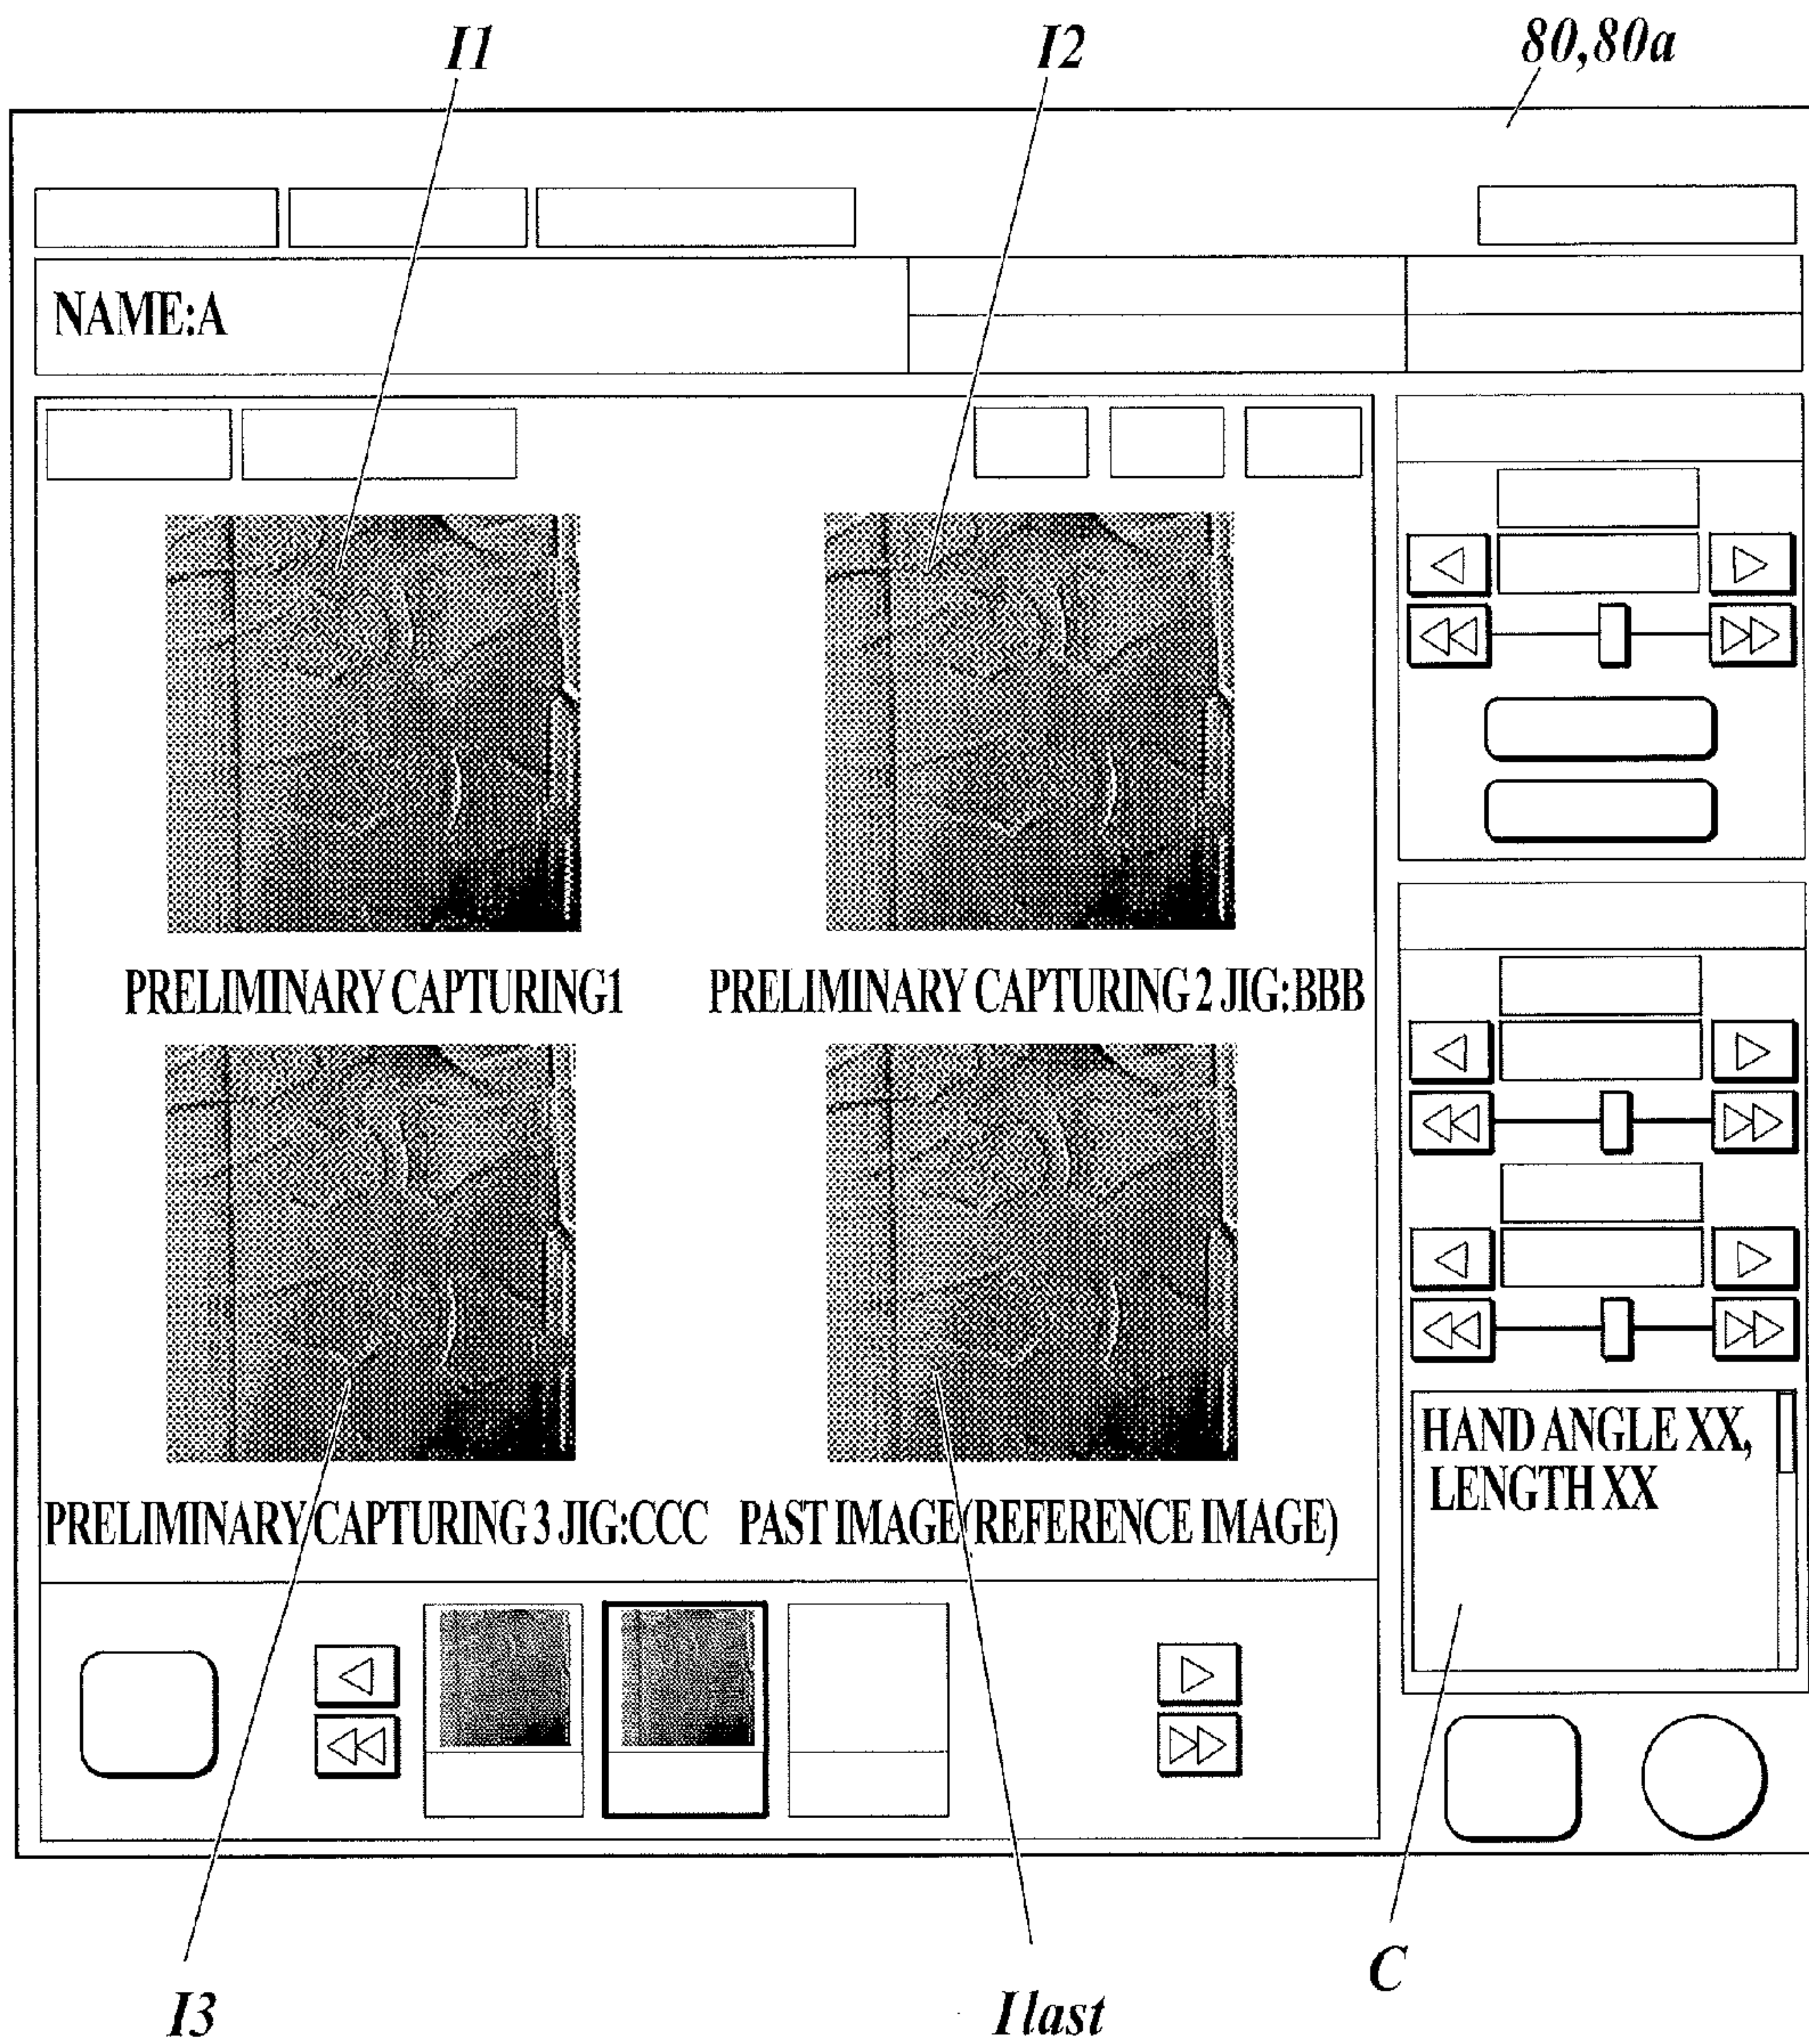 I1
I2
80,80a
NAME:A
PRELIMINARY CAPTURING1
PRELIMINARY CAPTURING 2 JIG:BBB
PRELIMINARY CAPTURING 3 JIG:CCC
PAST IMAGE(REFERENCE IMAGE)
HAND ANGLE XX,
LENGTH XX
C
I3
I last